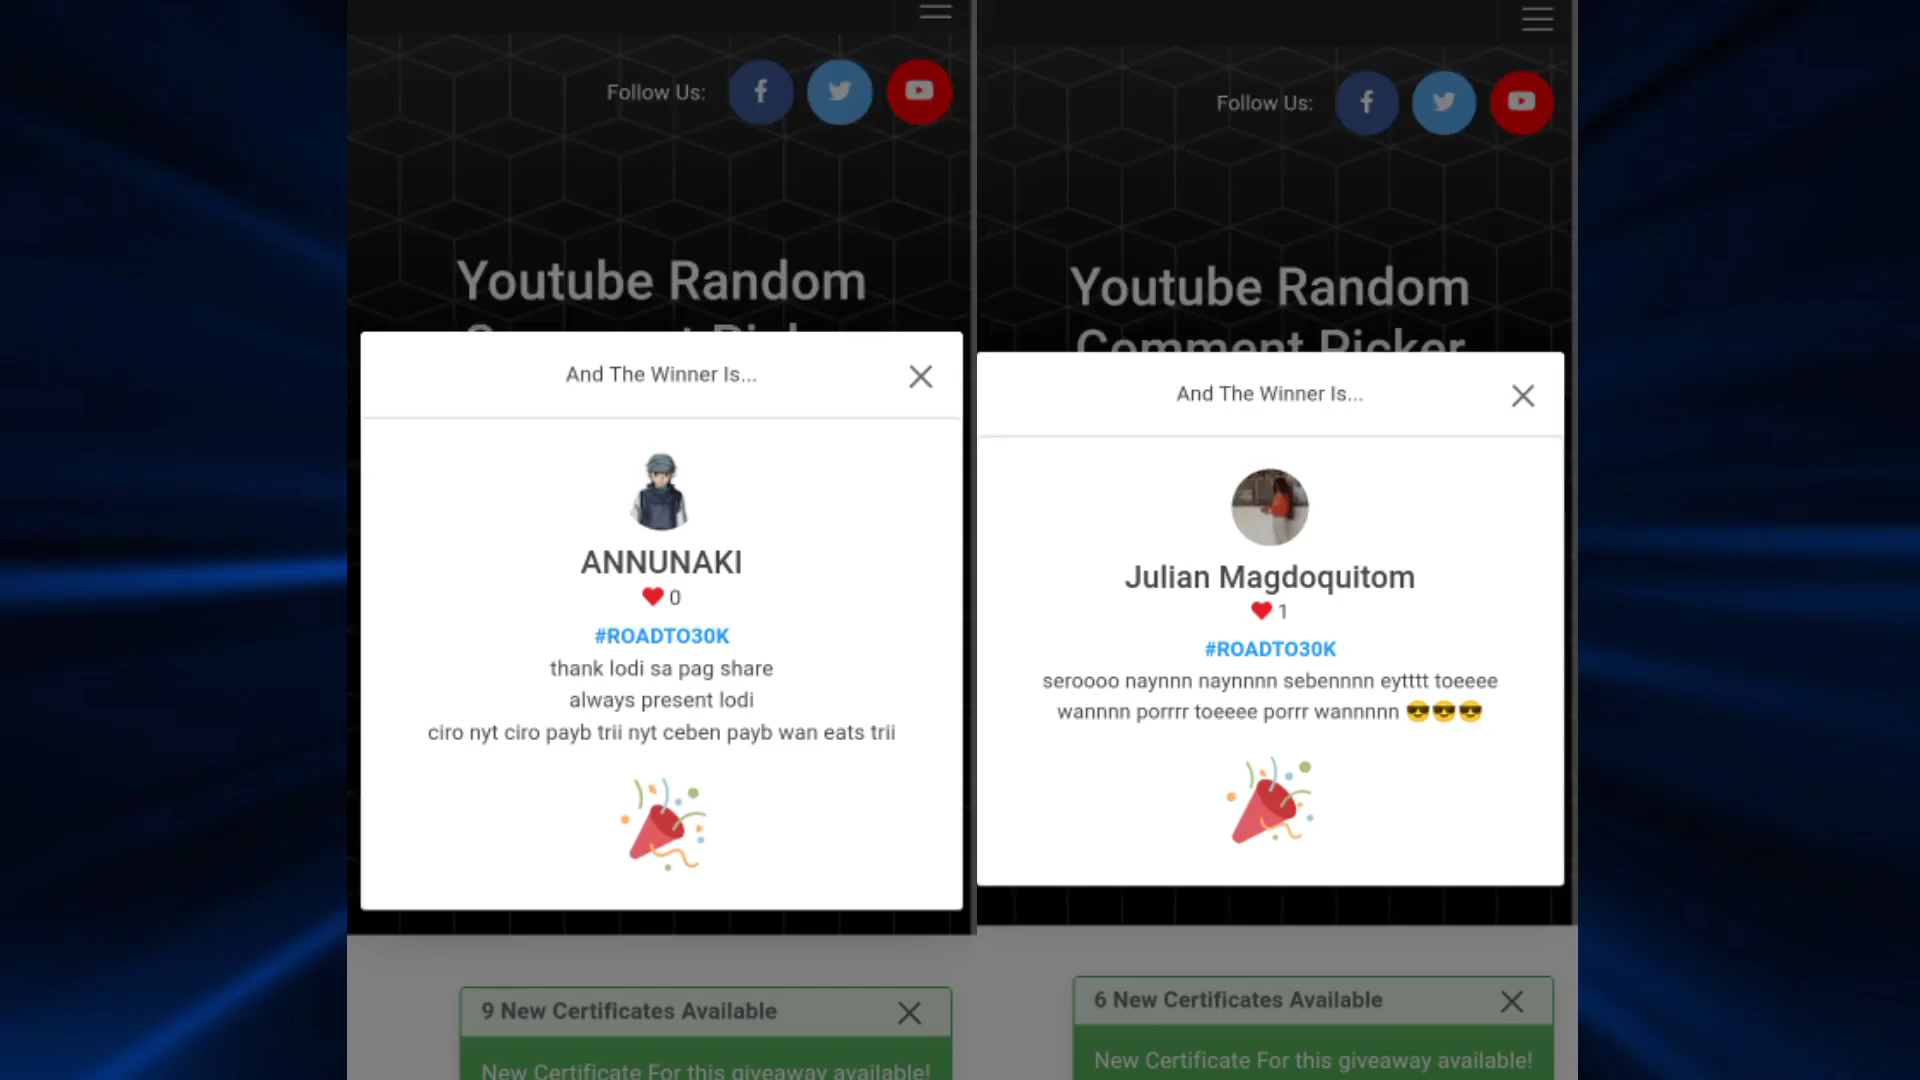 Follow Us:
Youtube Random
And The Winner Is...
ANNUNAKI
0
#ROADTO30K
thank lodi sa pag share
always present lodi
ciro nyt ciro payb trii nyt ceben payb wan eats trii
9 New Certificates Available
New Certificate For this giveaway available!
Follow Us:
Youtube Random
Comment Picker
And The Winner Is...
Julian Magdoquitom
1
#ROADTO30K
seroooo naynnn naynnnn sebennnn eytttt toeeee
wannnn porrrr toeeee porrr wannnnn 😎😎😎
6 New Certificates Available
New Certificate For this giveaway available!